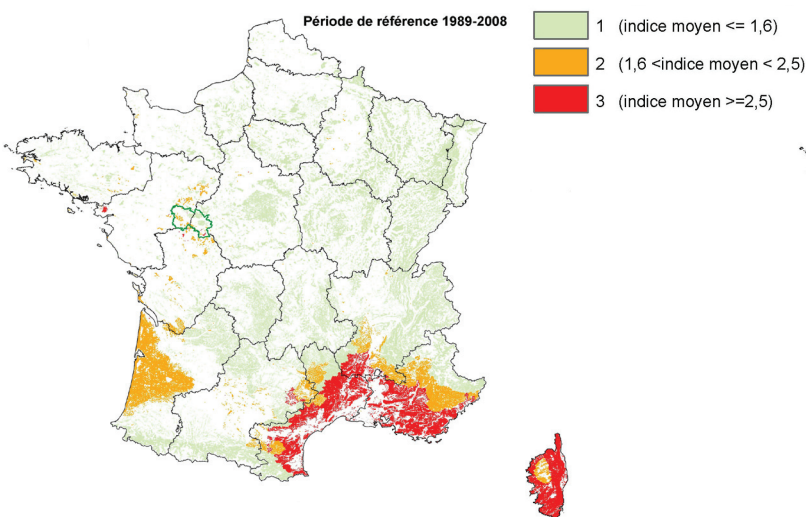 Période de référence 1989-2008
1 (indice moyen <= 1,6)
2 (1,6 <indice moyen < 2,5)
3 (indice moyen >=2,5)